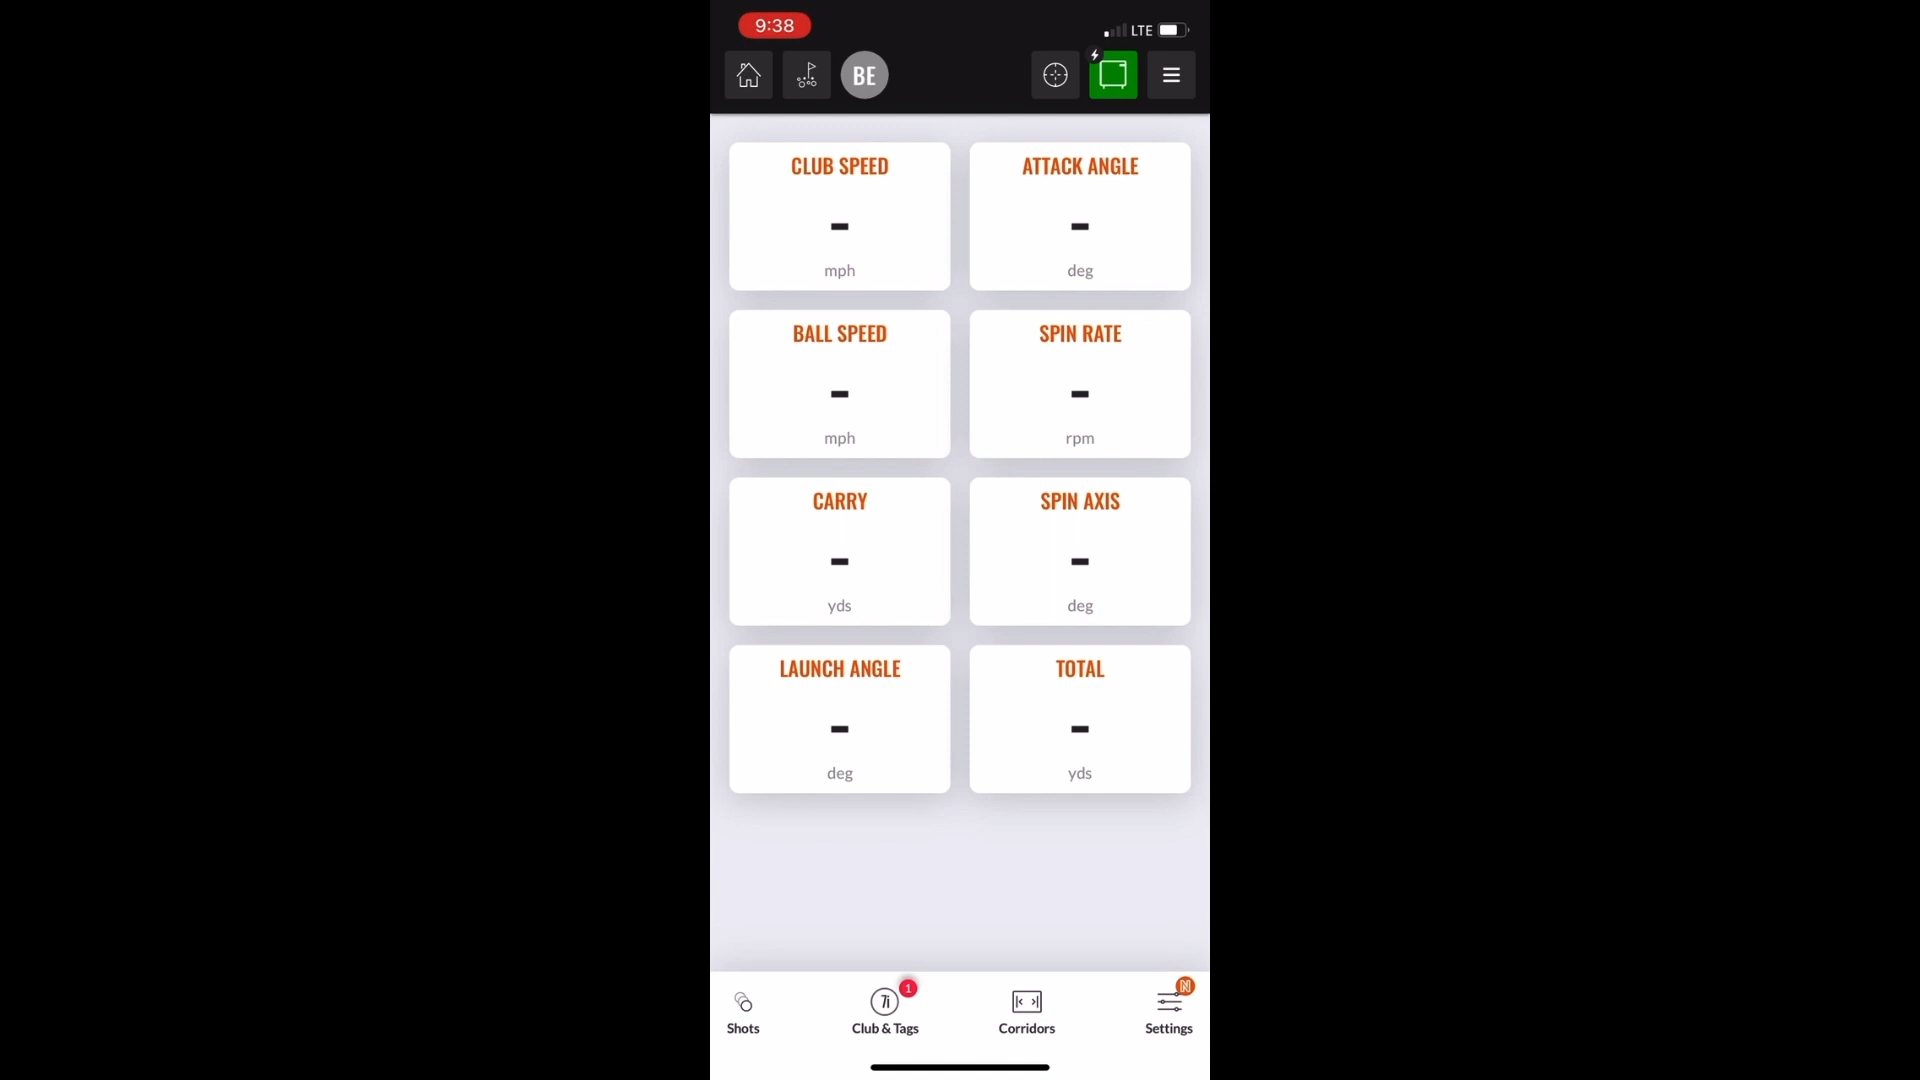 9:38
LTE
BE
CLUB SPEED
-
mph
ATTACK ANGLE
-
deg
BALL SPEED
-
mph
SPIN RATE
-
rpm
CARRY
-
yds
SPIN AXIS
-
deg
LAUNCH ANGLE
-
deg
TOTAL
-
yds
Shots
7i
1
Club & Tags
Corridors
N
Settings